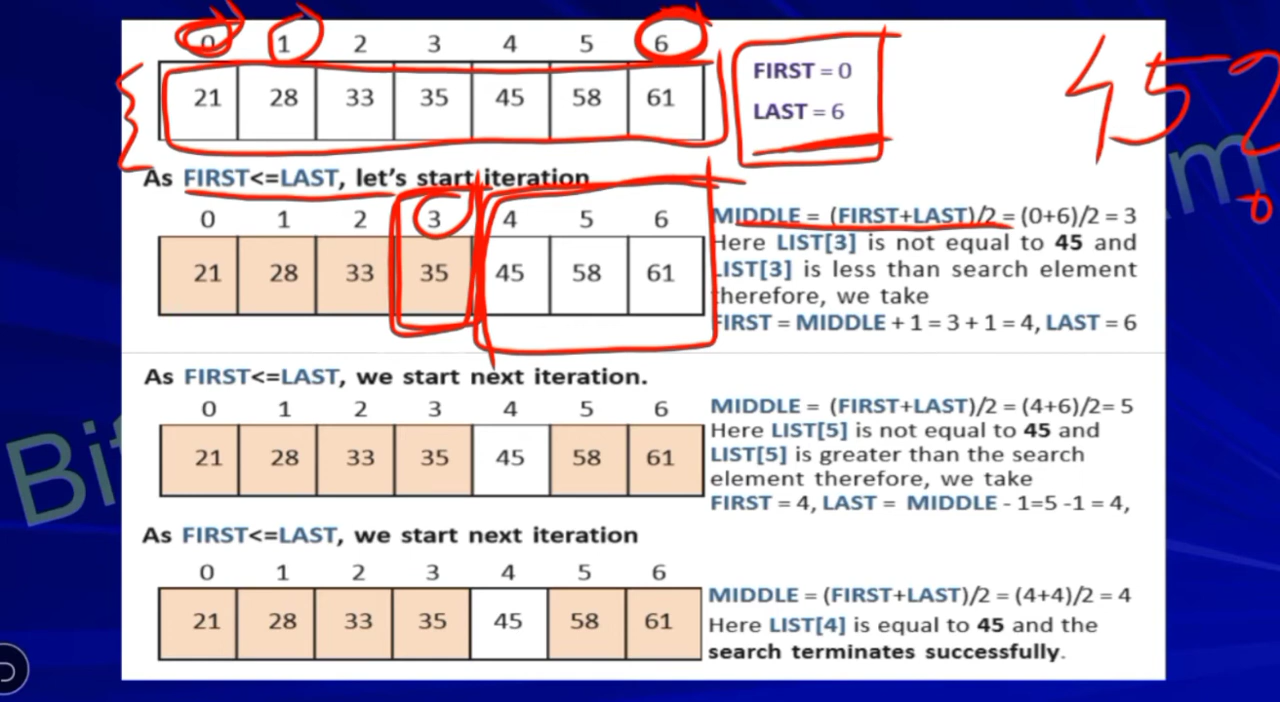 0 1 2 3 4 5 6
21 28 33 35 45 58 61
FIRST = 0
LAST = 6
45?
As FIRST<=LAST, let's start iteration
0 1 2 3 4 5 6
21 28 33 35 45 58 61
MIDDLE = (FIRST+LAST)/2 = (0+6)/2 = 3
Here LIST[3] is not equal to 45 and
LIST[3] is less than search element
therefore, we take
FIRST = MIDDLE + 1 = 3 + 1 = 4, LAST = 6
As FIRST<=LAST, we start next iteration.
0 1 2 3 4 5 6
21 28 33 35 45 58 61
MIDDLE = (FIRST+LAST)/2 = (4+6)/2= 5
Here LIST[5] is not equal to 45 and
LIST[5] is greater than the search
element therefore, we take
FIRST = 4, LAST = MIDDLE - 1=5 -1 = 4,
As FIRST<=LAST, we start next iteration
0 1 2 3 4 5 6
21 28 33 35 45 58 61
MIDDLE = (FIRST+LAST)/2 = (4+4)/2 = 4
Here LIST[4] is equal to 45 and the
search terminates successfully.